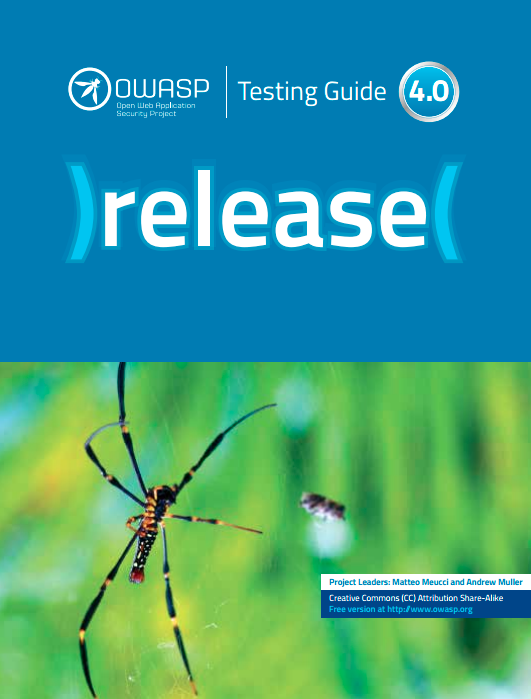 OWASP
Open Web Application
Security Project
Testing Guide
4.0
)release(
Project Leaders: Matteo Meucci and Andrew Muller
Creative Commons (CC) Attribution Share-Alike
Free version at http://www.owasp.org